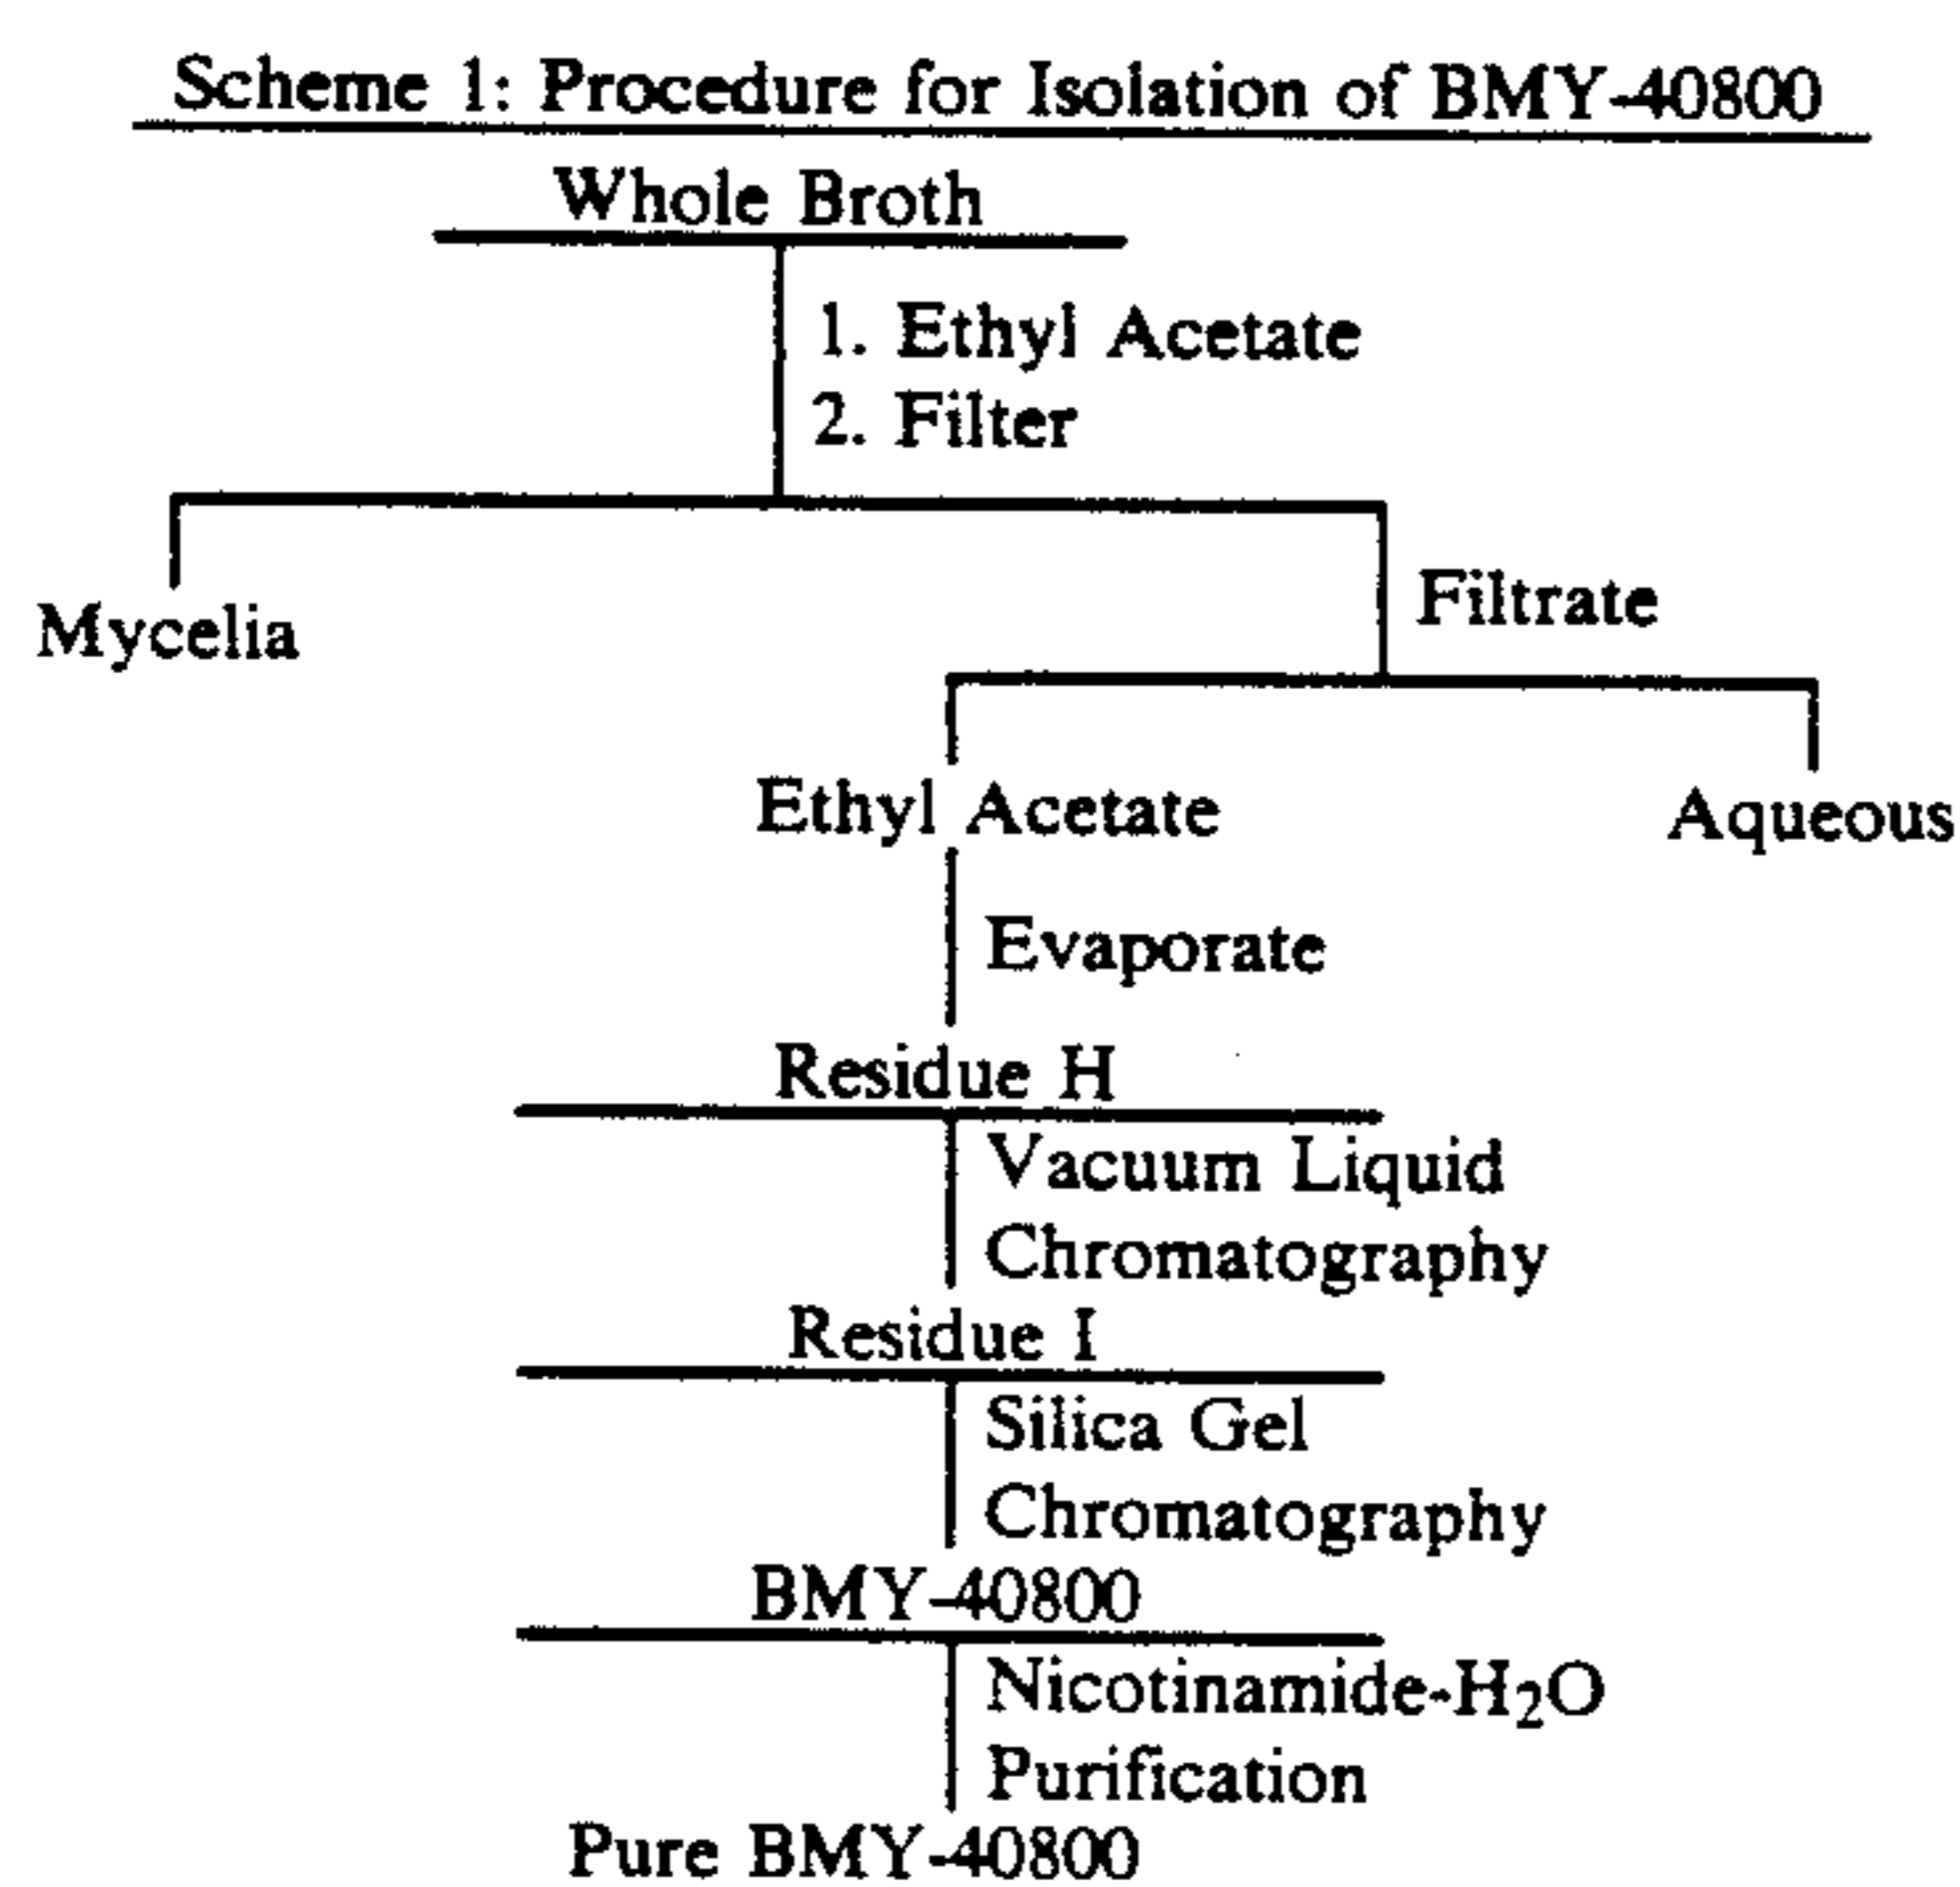 Scheme 1: Procedure for Isolation of BMY-40800
Whole Broth
1. Ethyl Acetate
2. Filter
Mycelia
Filtrate
Ethyl Acetate
Aqueous
Evaporate
Residue H
Vacuum Liquid
Chromatography
Residue I
Silica Gel
Chromatography
BMY-40800
Nicotinamide-H₂O
Purification
Pure BMY-40800